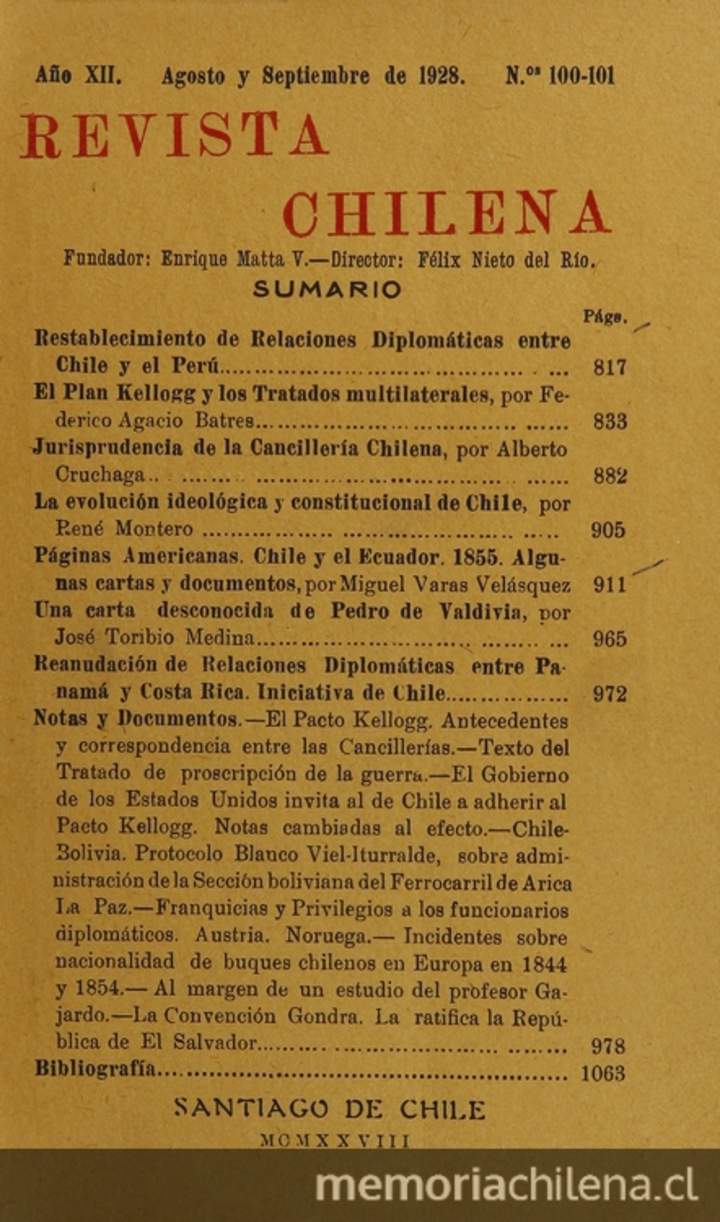 Año XII. Agosto y Septiembre de 1928. N.ᵒˢ 100-101
REVISTA
CHILENA
Fundador: Enrique Matta V.—Director: Félix Nieto del Río.
SUMARIO
Págs.
Restablecimiento de Relaciones Diplomáticas entre
Chile y el Perú........................................ 817
El Plan Kellogg y los Tratados multilaterales, por Fe-
derico Agacio Batres........................................ 833
Jurisprudencia de la Cancillería Chilena, por Alberto
Cruchaga........................................ 882
La evolución ideológica y constitucional de Chile, por
René Montero ........................................ 905
Páginas Americanas. Chile y el Ecuador. 1855. Algu-
nas cartas y documentos, por Miguel Varas Velásquez 911
Una carta desconocida de Pedro de Valdivia, por
José Toribio Medina........................................ 965
Reanudación de Relaciones Diplomáticas entre Pa-
namá y Costa Rica. Iniciativa de Chile................. 972
Notas y Documentos.—El Pacto Kellogg. Antecedentes
y correspondencia entre las Cancillerías.—Texto del
Tratado de proscripción de la guerra.—El Gobierno
de los Estados Unidos invita al de Chile a adherir al
Pacto Kellogg. Notas cambiadas al efecto.—Chile-
Bolivia. Protocolo Blanco Viel-Iturralde, sobre admi-
nistración de la Sección boliviana del Ferrocarril de Arica
La Paz.—Franquicias y Privilegios a los funcionarios
diplomáticos. Austria. Noruega.— Incidentes sobre
nacionalidad de buques chilenos en Europa en 1844
y 1854.— Al margen de un estudio del profesor Ga-
jardo.—La Convención Gondra. La ratifica la Repú-
blica de El Salvador........................................ 978
Bibliografía........................................ 1063
SANTIAGO DE CHILE
MCMXXVIII
memoriachilena.cl